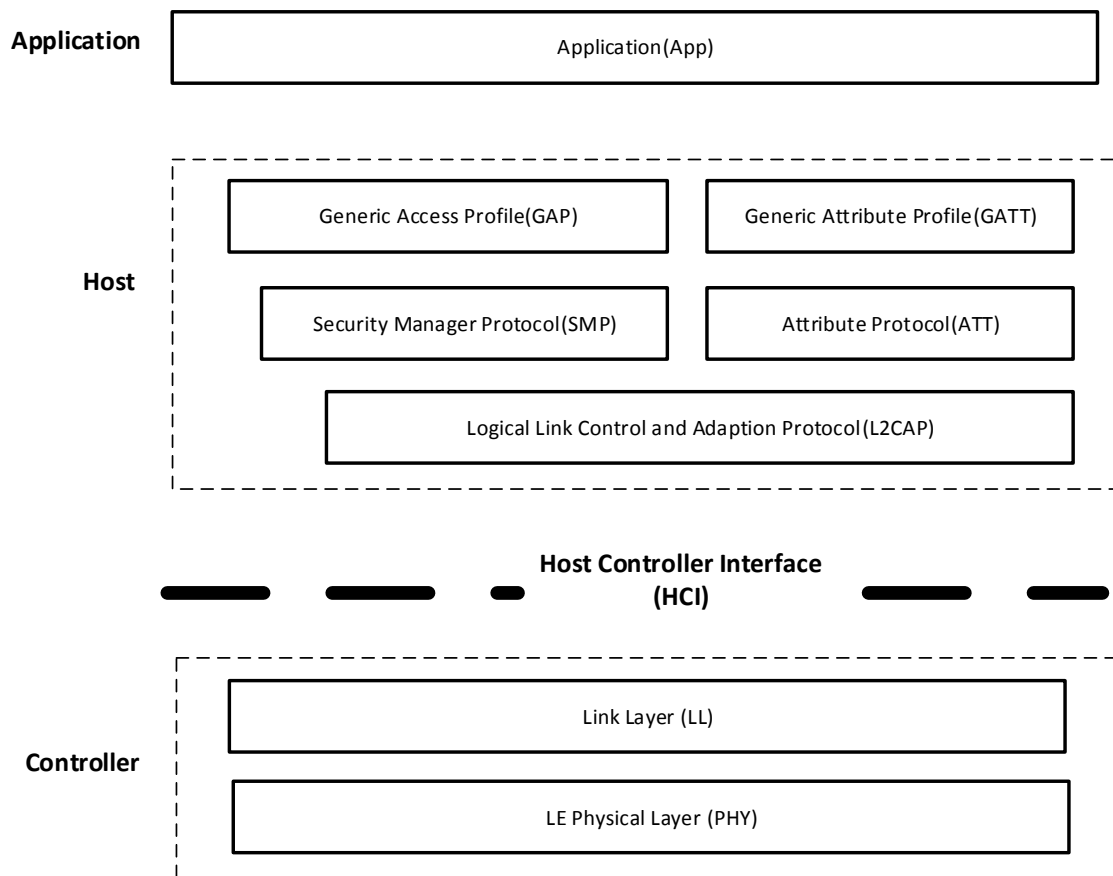 Application
Application(App)
Generic Access Profile(GAP)
Generic Attribute Profile(GATT)
Host
Security Manager Protocol(SMP)
Attribute Protocol(ATT)
Logical Link Control and Adaption Protocol(L2CAP)
Host Controller Interface
(HCI)
Link Layer (LL)
Controller
LE Physical Layer (PHY)